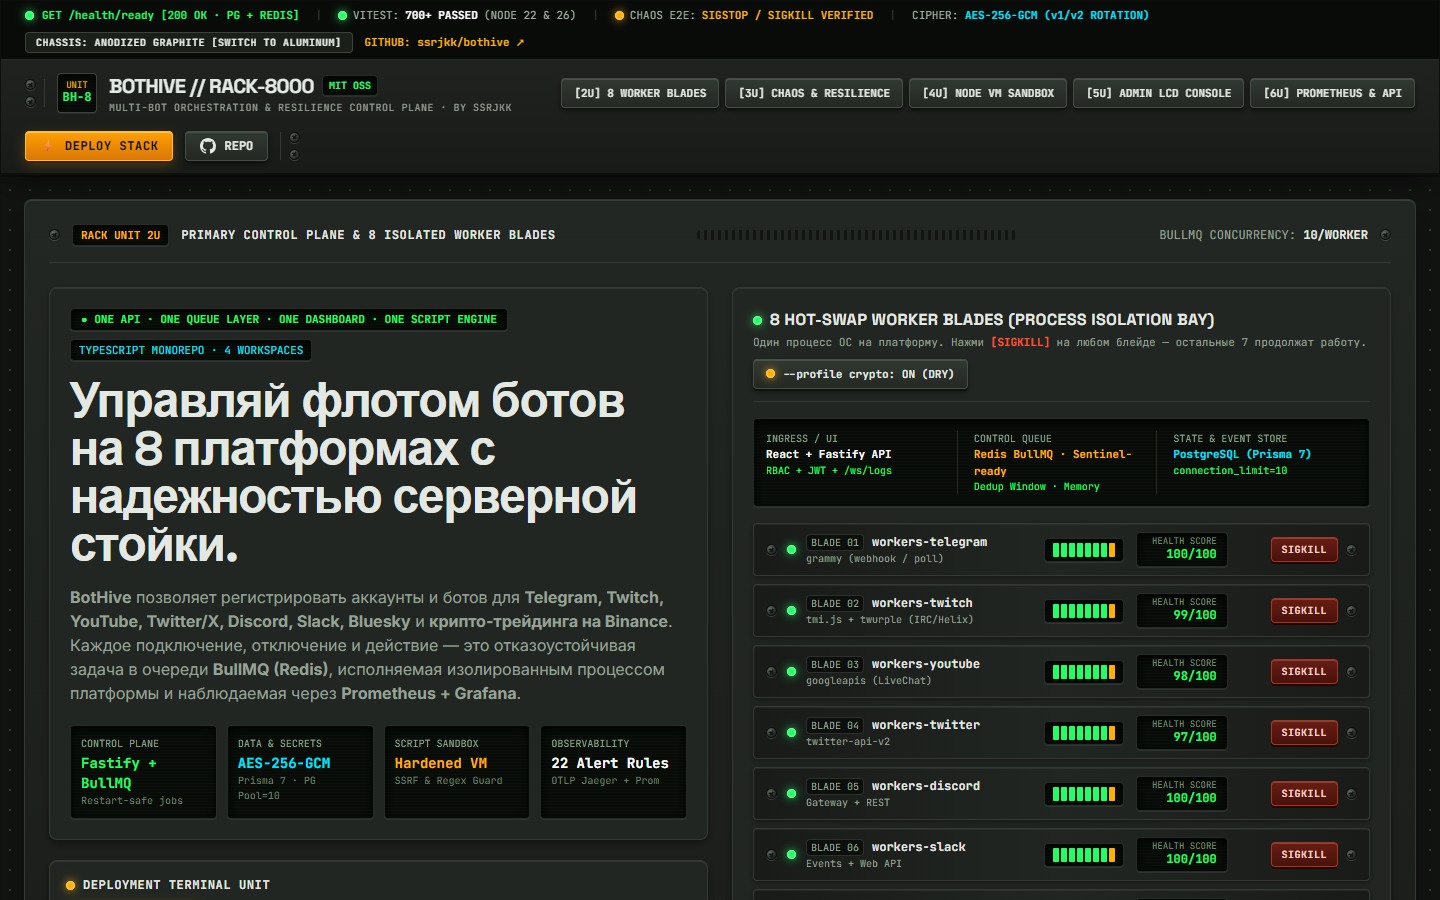 GET /health/ready [200 OK · PG + REDIS]
VITEST: 700+ PASSED (NODE 22 & 26)
CHAOS E2E: SIGSTOP / SIGKILL VERIFIED
CIPHER: AES-256-GCM (v1/v2 ROTATION)
CHASSIS: ANODIZED GRAPHITE [SWITCH TO ALUMINUM]
GITHUB: ssrjkk/bothive ↗
UNIT
BH-8
BOTHIVE // RACK-8000
MIT OSS
MULTI-BOT ORCHESTRATION & RESILIENCE CONTROL PLANE · BY SSRJKK
[2U] 8 WORKER BLADES
[3U] CHAOS & RESILIENCE
[4U] NODE VM SANDBOX
[5U] ADMIN LCD CONSOLE
[6U] PROMETHEUS & API
DEPLOY STACK
REPO
RACK UNIT 2U
PRIMARY CONTROL PLANE & 8 ISOLATED WORKER BLADES
BULLMQ CONCURRENCY: 10/WORKER
ONE API · ONE QUEUE LAYER · ONE DASHBOARD · ONE SCRIPT ENGINE
TYPESCRIPT MONOREPO · 4 WORKSPACES
Управляй флотом ботов
на 8 платформах с
надежностью серверной
стойки.
BotHive позволяет регистрировать аккаунты и ботов для Telegram, Twitch,
YouTube, Twitter/X, Discord, Slack, Bluesky и крипто-трейдинга на Binance.
Каждое подключение, отключение и действие — это отказоустойчивая
задача в очереди BullMQ (Redis), исполняемая изолированным процессом
платформы и наблюдаемая через Prometheus + Grafana.
CONTROL PLANE
Fastify +
BullMQ
Restart-safe jobs
DATA & SECRETS
AES-256-GCM
Prisma 7 · PG
Pool=10
SCRIPT SANDBOX
Hardened VM
SSRF & Regex Guard
OBSERVABILITY
22 Alert Rules
OTLP Jaeger + Prom
DEPLOYMENT TERMINAL UNIT
8 HOT-SWAP WORKER BLADES (PROCESS ISOLATION BAY)
Один процесс ОС на платформу. Нажми [SIGKILL] на любом блейде — остальные 7 продолжат работу.
--profile crypto: ON (DRY)
INGRESS / UI
React + Fastify API
RBAC + JWT + /ws/logs
CONTROL QUEUE
Redis BullMQ · Sentinel-
ready
Dedup Window · Memory
STATE & EVENT STORE
PostgreSQL (Prisma 7)
connection_limit=10
BLADE 01 workers-telegram
grammy (webhook / poll)
HEALTH SCORE
100/100
SIGKILL
BLADE 02 workers-twitch
tmi.js + twurple (IRC/Helix)
HEALTH SCORE
99/100
SIGKILL
BLADE 03 workers-youtube
googleapis (LiveChat)
HEALTH SCORE
98/100
SIGKILL
BLADE 04 workers-twitter
twitter-api-v2
HEALTH SCORE
97/100
SIGKILL
BLADE 05 workers-discord
Gateway + REST
HEALTH SCORE
100/100
SIGKILL
BLADE 06 workers-slack
Events + Web API
HEALTH SCORE
100/100
SIGKILL